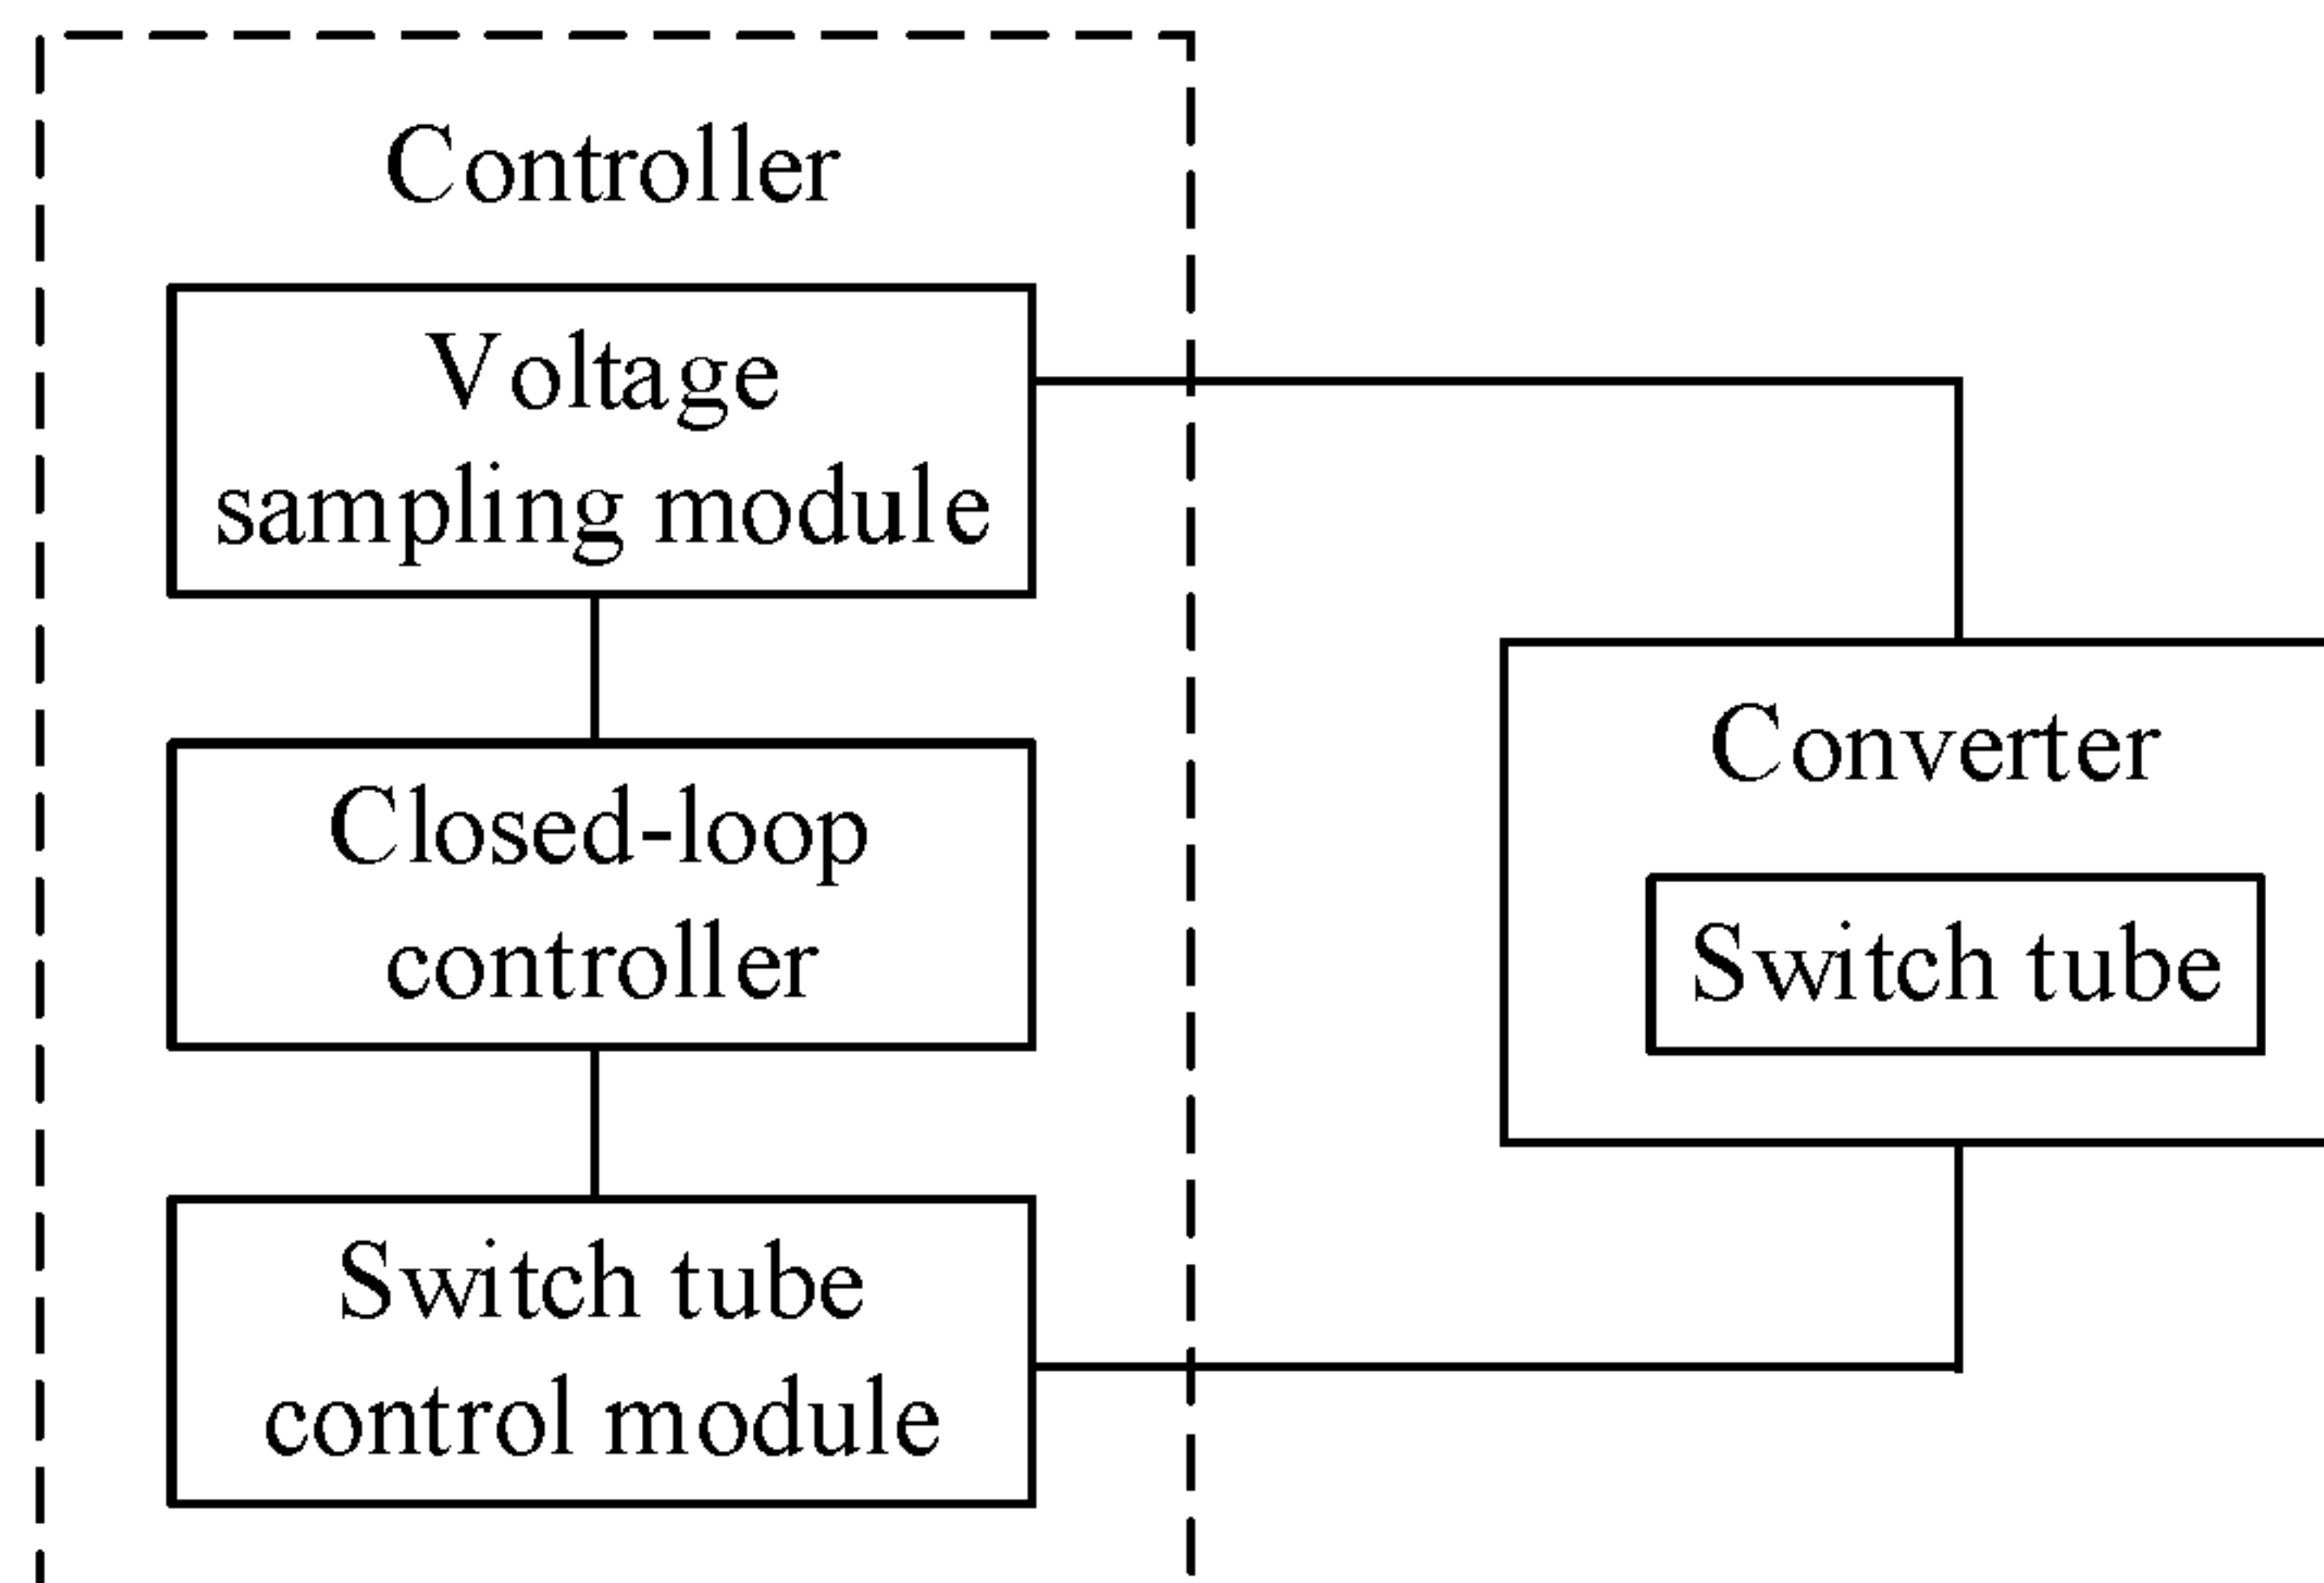 Controller
Voltage
sampling module
Closed-loop
controller
Switch tube
control module
Converter
Switch tube